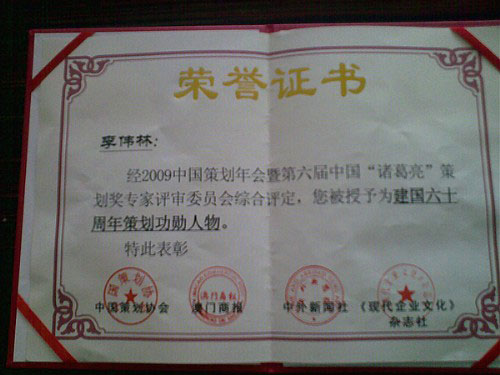 荣誉证书
李伟林:
经2009中国策划年会暨第六届中国“诸葛亮”策
划奖专家评审委员会综合评定，您被授予为建国六十
周年策划功勋人物。
特此表彰
中国策划协会 澳门商报 中外新闻社 《现代企业文化》
杂志社